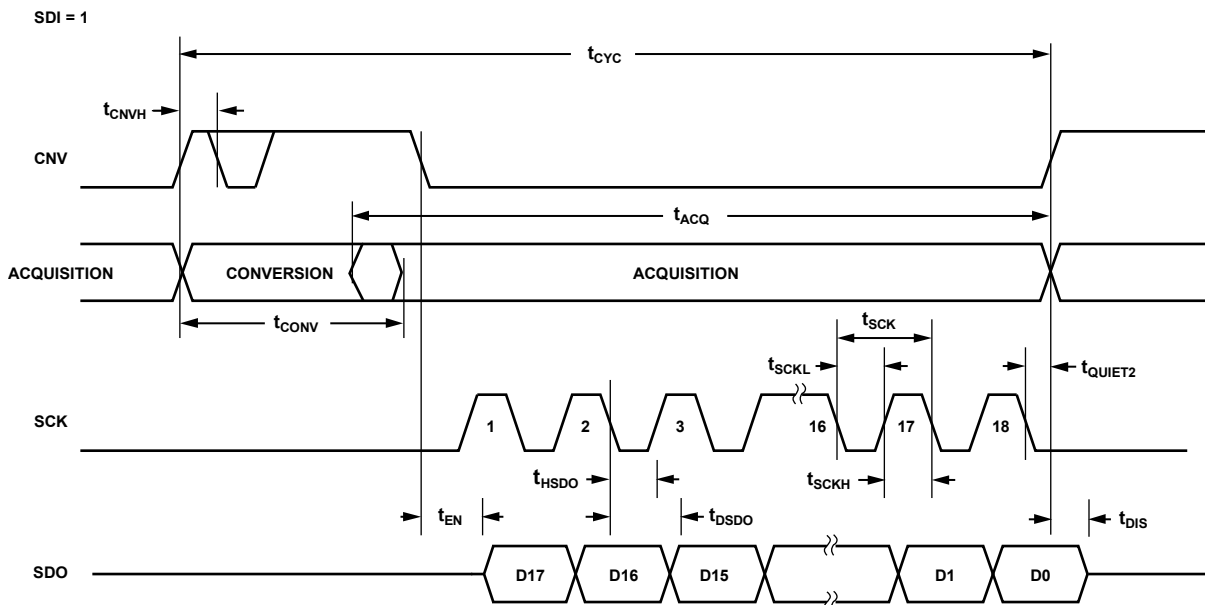 SDI = 1
tCYC
tCNVH
CNV
tACQ
ACQUISITION
CONVERSION
ACQUISITION
tCONV
tSCK
tSCKL
tQUIET2
SCK
1
2
3
16
17
18
tHSDO
tSCKH
tEN
tDSDO
tDIS
SDO
D17
D16
D15
D1
D0